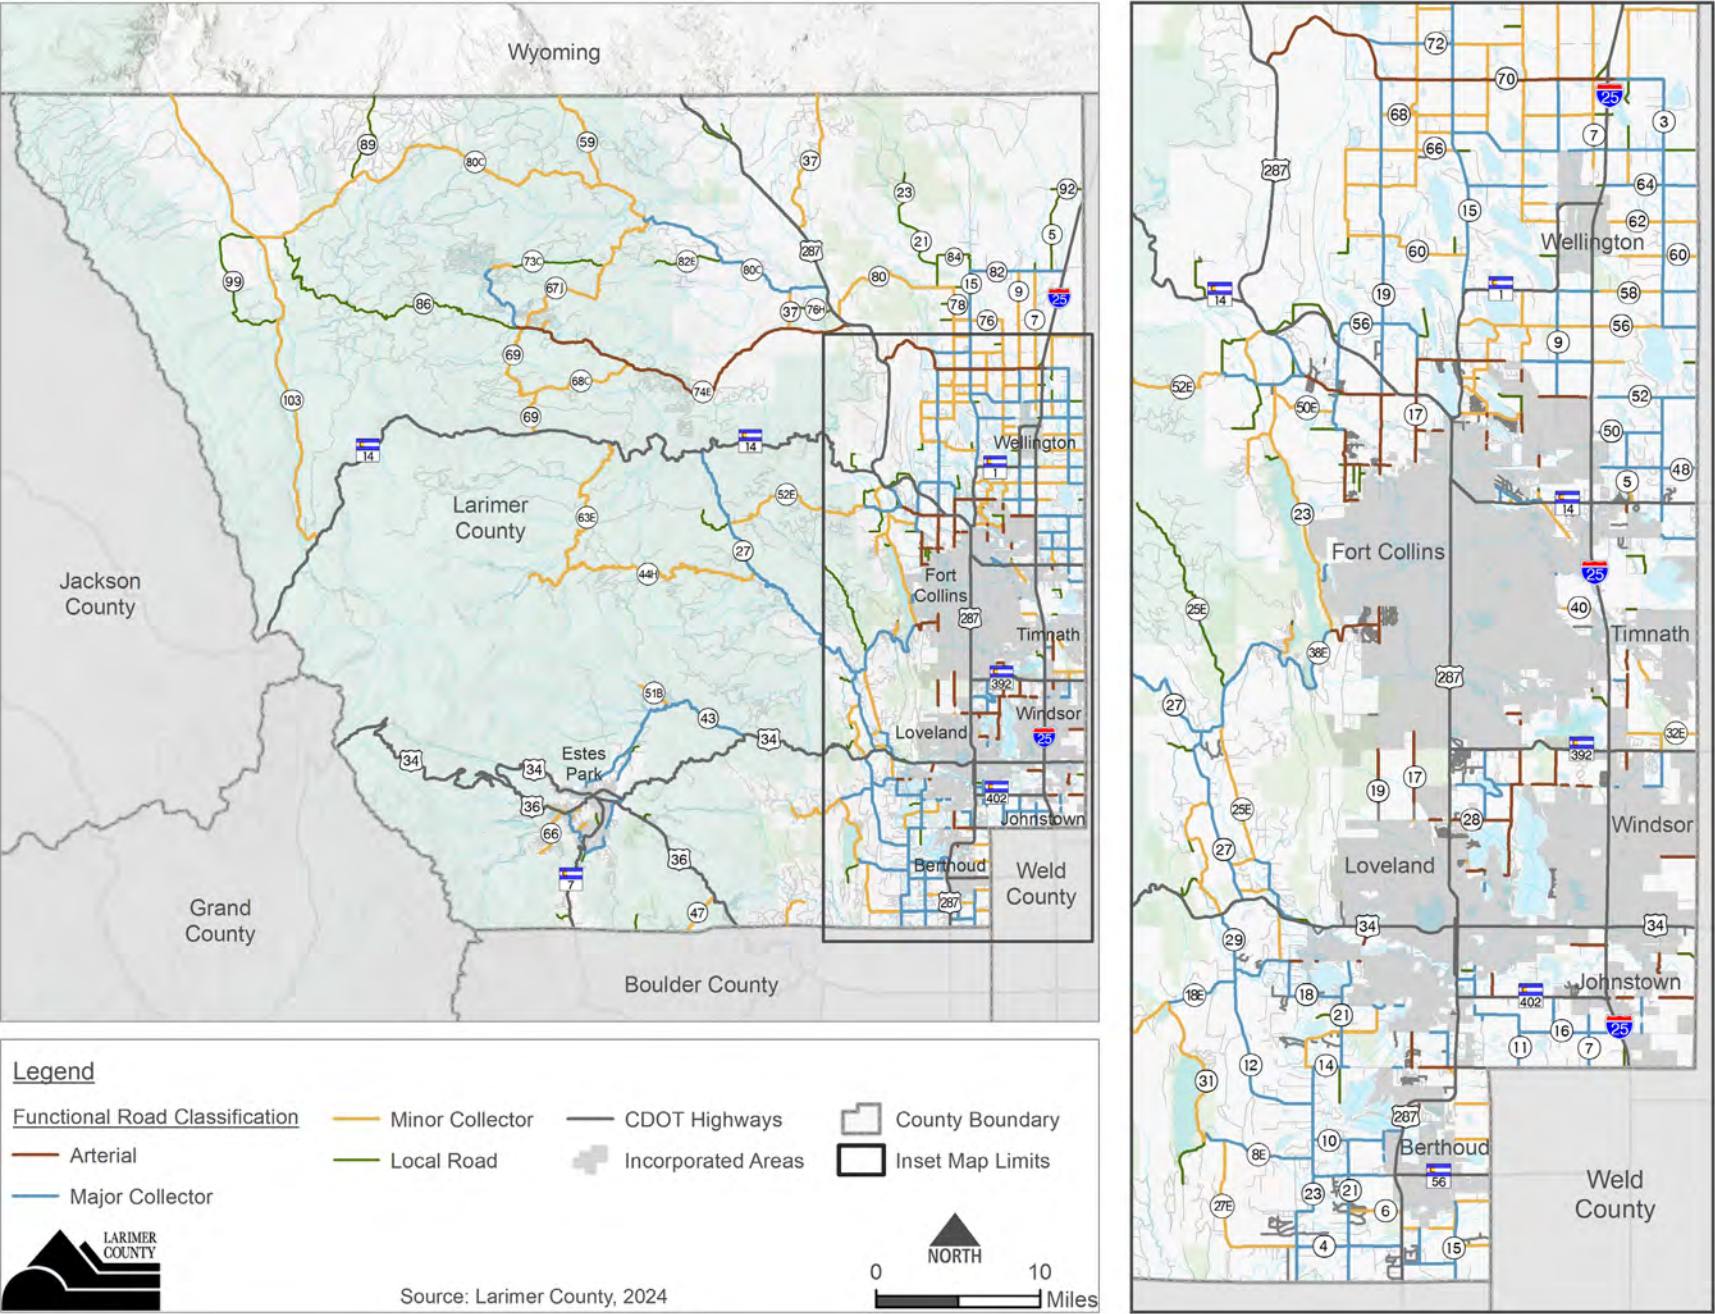 Wyoming
89
80C
59
37
23
92
21
5
99
73C
82E
287
80C
84
82
80
15
9
25
67J
86
37
76H
78
76
7
69
68C
74E
103
69
14
14
Wellington
1
Larimer
County
52E
63E
27
44H
Fort
Collins
287
Jackson
County
Timnath
392
51B
43
Windsor
34
Loveland
25
34
Estes
Park
34
36
402
66
Johnstown
36
Berthoud
7
Weld
County
287
47
Grand
County
Boulder County
Legend
Functional Road Classification
Arterial
Major Collector
Minor Collector
Local Road
CDOT Highways
Incorporated Areas
County Boundary
Inset Map Limits
LARIMER
COUNTY
Source: Larimer County, 2024
NORTH
0 10
Miles
72
70
25
68
7
3
66
287
64
15
62
Wellington
60
60
14
19
1
58
56
56
9
52E
52
50E
17
50
48
5
14
23
Fort Collins
25
25E
40
Timnath
38E
287
27
32E
392
17
19
25E
28
Windsor
27
Loveland
34
34
29
Johnstown
18E
18
402
21
16
25
11
7
12
14
31
287
10
Berthoud
8E
56
Weld
County
23
21
27E
6
4
15